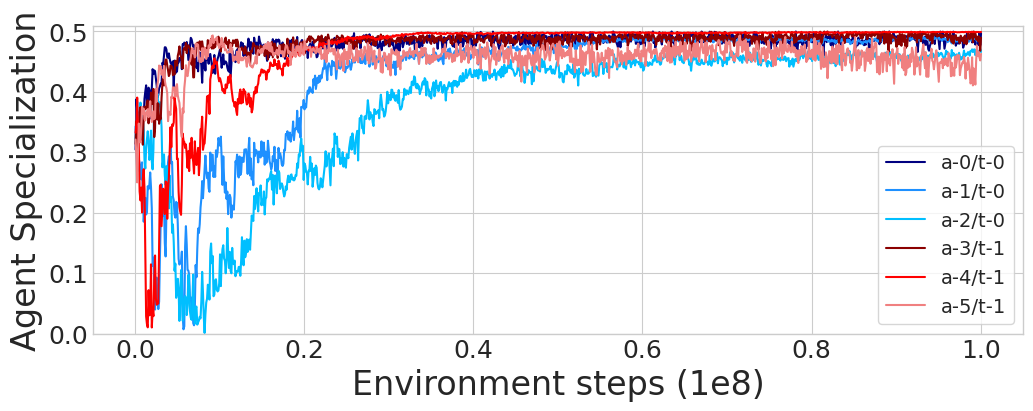 Agent Specialization
0.5
0.4
0.3
0.2
0.1
0.0
0.0 0.2 0.4 0.6 0.8 1.0
Environment steps (1e8)
a-0/t-0
a-1/t-0
a-2/t-0
a-3/t-1
a-4/t-1
a-5/t-1